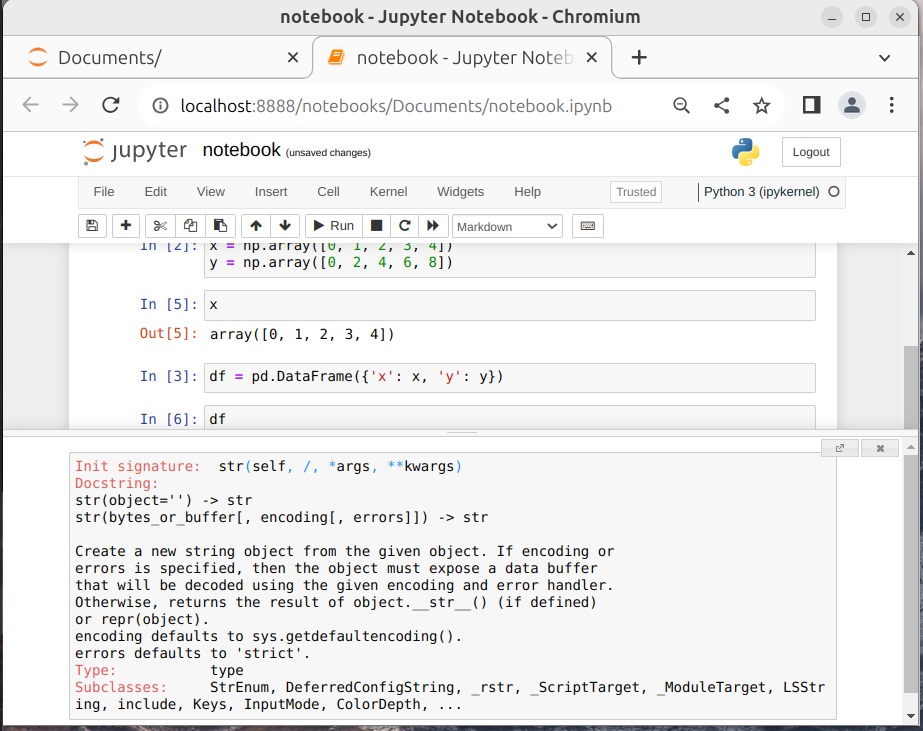 notebook - Jupyter Notebook - Chromium
Documents/
notebook - Jupyter Noteb
localhost:8888/notebooks/Documents/notebook.ipynb
jupyter notebook (unsaved changes)
Logout
File Edit View Insert Cell Kernel Widgets Help Trusted Python 3 (ipykernel)
Run Markdown
In [2]: x = np.array([0, 1, 2, 3, 4])
y = np.array([0, 2, 4, 6, 8])
In [5]: x
Out[5]: array([0, 1, 2, 3, 4])
In [3]: df = pd.DataFrame({'x': x, 'y': y})
In [6]: df
Init signature: str(self, /, *args, **kwargs)
Docstring:
str(object='') -> str
str(bytes_or_buffer[, encoding[, errors]]) -> str
Create a new string object from the given object. If encoding or
errors is specified, then the object must expose a data buffer
that will be decoded using the given encoding and error handler.
Otherwise, returns the result of object.__str__() (if defined)
or repr(object).
encoding defaults to sys.getdefaultencoding().
errors defaults to 'strict'.
Type: type
Subclasses: StrEnum, DeferredConfigString, _rstr, _ScriptTarget, _ModuleTarget, LSStr
ing, include, Keys, InputMode, ColorDepth, ...